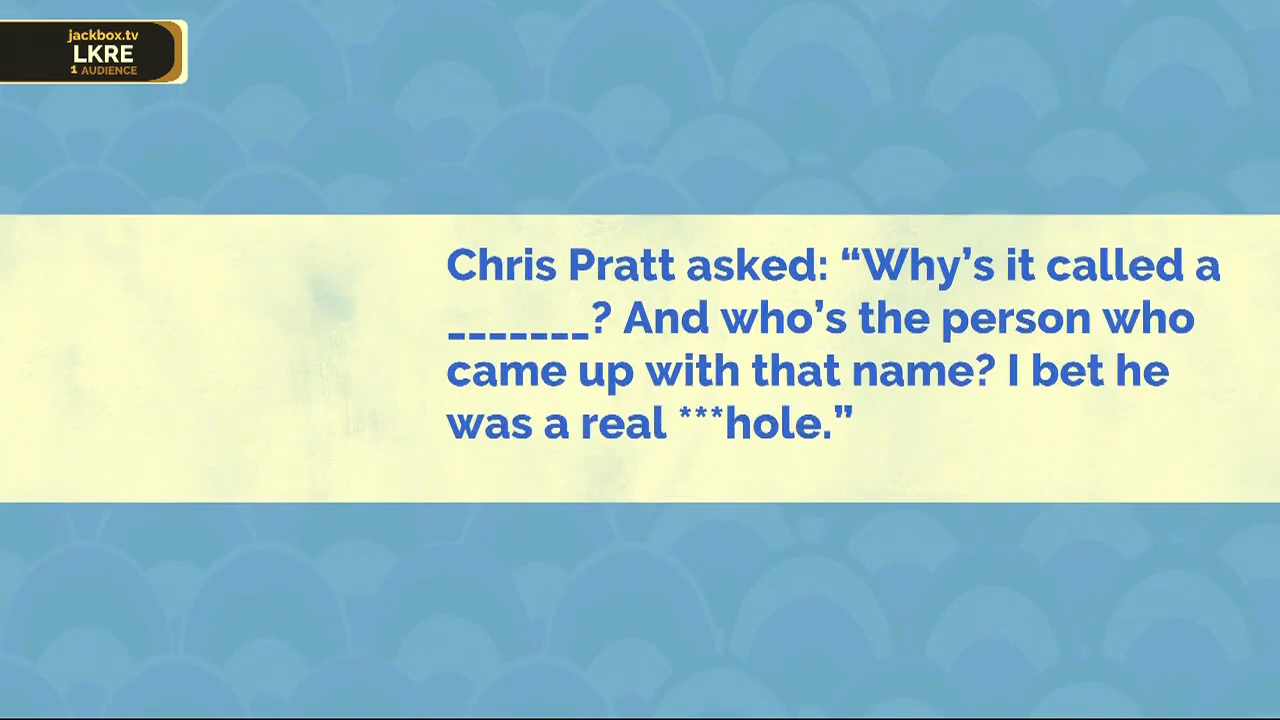 jackbox.tv
LKRE
1 AUDIENCE
Chris Pratt asked: “Why’s it called a
_______? And who’s the person who
came up with that name? I bet he
was a real ***hole.”